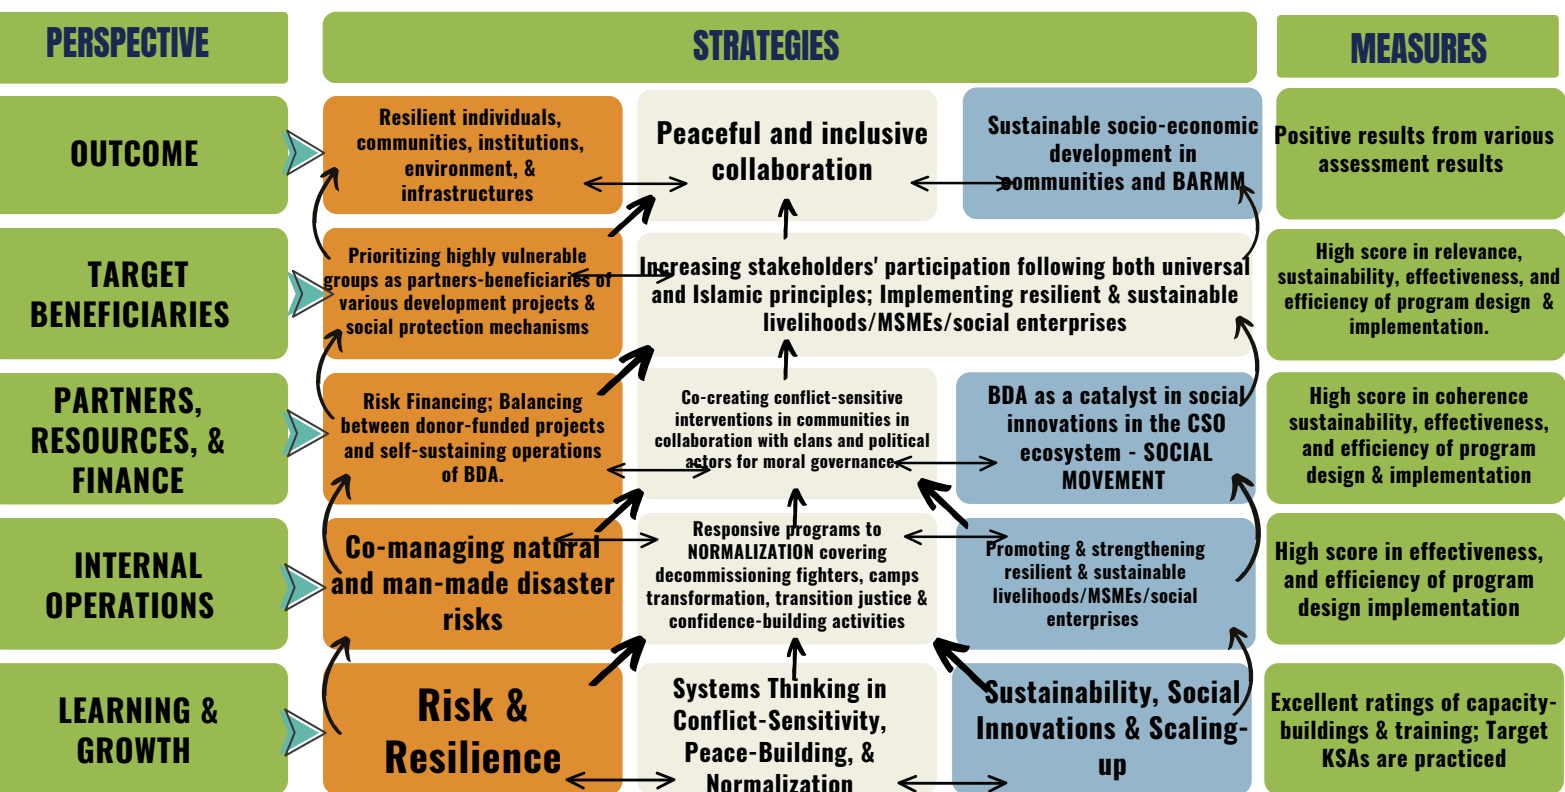 PERSPECTIVE
STRATEGIES
MEASURES
OUTCOME
Resilient individuals,
communities, institutions,
environment, &
infrastructures
Peaceful and inclusive
collaboration
Sustainable socio-economic
development in
communities and BARMM
Positive results from various
assessment results
TARGET
BENEFICIARIES
Prioritizing highly vulnerable
groups as partners-beneficiaries of
various development projects &
social protection mechanisms
Increasing stakeholders' participation following both universal
and Islamic principles; Implementing resilient & sustainable
livelihoods/MSMEs/social enterprises
High score in relevance,
sustainability, effectiveness, and
efficiency of program design &
implementation.
PARTNERS,
RESOURCES, &
FINANCE
Risk Financing; Balancing
between donor-funded projects
and self-sustaining operations
of BDA.
Co-creating conflict-sensitive
interventions in communities in
collaboration with clans and political
actors for moral governance.
BDA as a catalyst in social
innovations in the CSO
ecosystem - SOCIAL
MOVEMENT
High score in coherence
sustainability, effectiveness,
and efficiency of program
design & implementation
INTERNAL
OPERATIONS
Co-managing natural
and man-made disaster
risks
Responsive programs to
NORMALIZATION covering
decommissioning fighters, camps
transformation, transition justice &
confidence-building activities
Promoting & strengthening
resilient & sustainable
livelihoods/MSMEs/social
enterprises
High score in effectiveness,
and efficiency of program
design implementation
LEARNING &
GROWTH
Risk &
Resilience
Systems Thinking in
Conflict-Sensitivity,
Peace-Building, &
Normalization
Sustainability, Social
Innovations & Scaling-
up
Excellent ratings of capacity-
buildings & training; Target
KSAs are practiced